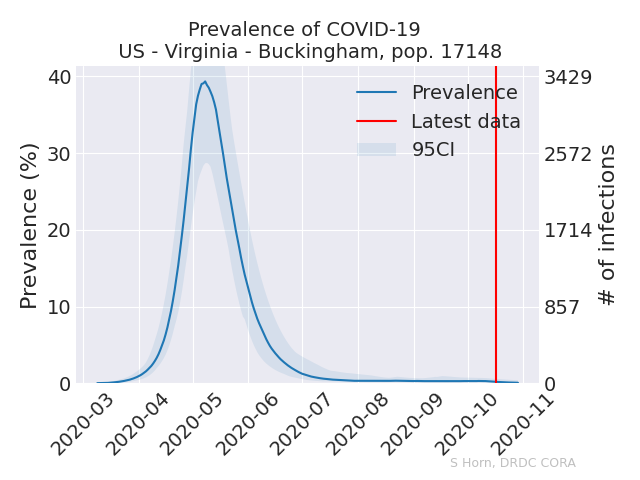 Prevalence of COVID-19
US - Virginia - Buckingham, pop. 17148
40
30
20
10
0
Prevalence (%)
3429
2572
1714
857
0
# of infections
Prevalence
Latest data
95CI
2020-03
2020-04
2020-05
2020-06
2020-07
2020-08
2020-09
2020-10
2020-11
S Horn, DRDC CORA